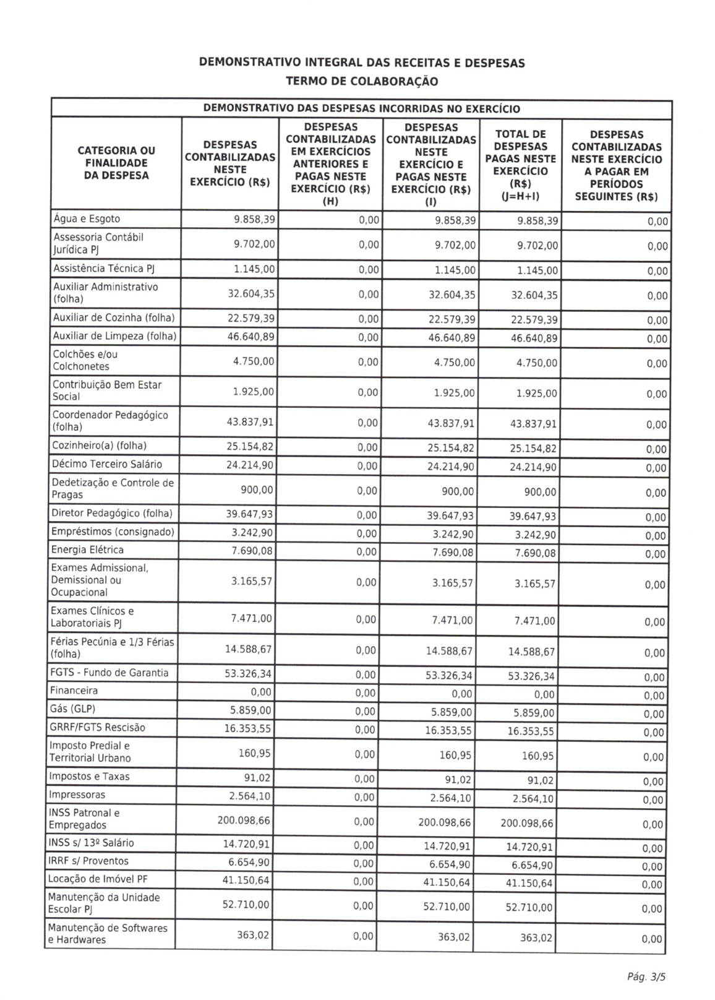 DEMONSTRATIVO INTEGRAL DAS RECEITAS E DESPESAS
TERMO DE COLABORAÇÃO
DEMONSTRATIVO DAS DESPESAS INCORRIDAS NO EXERCÍCIO
CATEGORIA OU
FINALIDADE
DA DESPESA
DESPESAS
CONTABILIZADAS
NESTE
EXERCÍCIO (R$)
DESPESAS
CONTABILIZADAS
EM EXERCÍCIOS
ANTERIORES E
PAGAS NESTE
EXERCÍCIO (R$)
(H)
DESPESAS
CONTABILIZADAS
NESTE
EXERCÍCIO E
PAGAS NESTE
EXERCÍCIO (R$)
(I)
TOTAL DE
DESPESAS
PAGAS NESTE
EXERCÍCIO
(R$)
(J=H+I)
DESPESAS
CONTABILIZADAS
NESTE EXERCÍCIO
A PAGAR EM
PERÍODOS
SEGUINTES (R$)
Água e Esgoto 9.858,39 0,00 9.858,39 9.858,39 0,00
Assessoria Contábil
Jurídica PJ 9.702,00 0,00 9.702,00 9.702,00 0,00
Assistência Técnica PJ 1.145,00 0,00 1.145,00 1.145,00 0,00
Auxiliar Administrativo
(folha) 32.604,35 0,00 32.604,35 32.604,35 0,00
Auxiliar de Cozinha (folha) 22.579,39 0,00 22.579,39 22.579,39 0,00
Auxiliar de Limpeza (folha) 46.640,89 0,00 46.640,89 46.640,89 0,00
Colchões e/ou
Colchonetes 4.750,00 0,00 4.750,00 4.750,00 0,00
Contribuição Bem Estar
Social 1.925,00 0,00 1.925,00 1.925,00 0,00
Coordenador Pedagógico
(folha) 43.837,91 0,00 43.837,91 43.837,91 0,00
Cozinheiro(a) (folha) 25.154,82 0,00 25.154,82 25.154,82 0,00
Décimo Terceiro Salário 24.214,90 0,00 24.214,90 24.214,90 0,00
Dedetização e Controle de
Pragas 900,00 0,00 900,00 900,00 0,00
Diretor Pedagógico (folha) 39.647,93 0,00 39.647,93 39.647,93 0,00
Empréstimos (consignado) 3.242,90 0,00 3.242,90 3.242,90 0,00
Energia Elétrica 7.690,08 0,00 7.690,08 7.690,08 0,00
Exames Admissional,
Demissional ou
Ocupacional 3.165,57 0,00 3.165,57 3.165,57 0,00
Exames Clínicos e
Laboratoriais PJ 7.471,00 0,00 7.471,00 7.471,00 0,00
Férias Pecúnia e 1/3 Férias
(folha) 14.588,67 0,00 14.588,67 14.588,67 0,00
FGTS - Fundo de Garantia 53.326,34 0,00 53.326,34 53.326,34 0,00
Financeira 0,00 0,00 0,00 0,00 0,00
Gás (GLP) 5.859,00 0,00 5.859,00 5.859,00 0,00
GRRF/FGTS Rescisão 16.353,55 0,00 16.353,55 16.353,55 0,00
Imposto Predial e
Territorial Urbano 160,95 0,00 160,95 160,95 0,00
Impostos e Taxas 91,02 0,00 91,02 91,02 0,00
Impressoras 2.564,10 0,00 2.564,10 2.564,10 0,00
INSS Patronal e
Empregados 200.098,66 0,00 200.098,66 200.098,66 0,00
INSS s/ 13º Salário 14.720,91 0,00 14.720,91 14.720,91 0,00
IRRF s/ Proventos 6.654,90 0,00 6.654,90 6.654,90 0,00
Locação de Imóvel PF 41.150,64 0,00 41.150,64 41.150,64 0,00
Manutenção da Unidade
Escolar PJ 52.710,00 0,00 52.710,00 52.710,00 0,00
Manutenção de Softwares
e Hardwares 363,02 0,00 363,02 363,02 0,00
Pág. 3/5